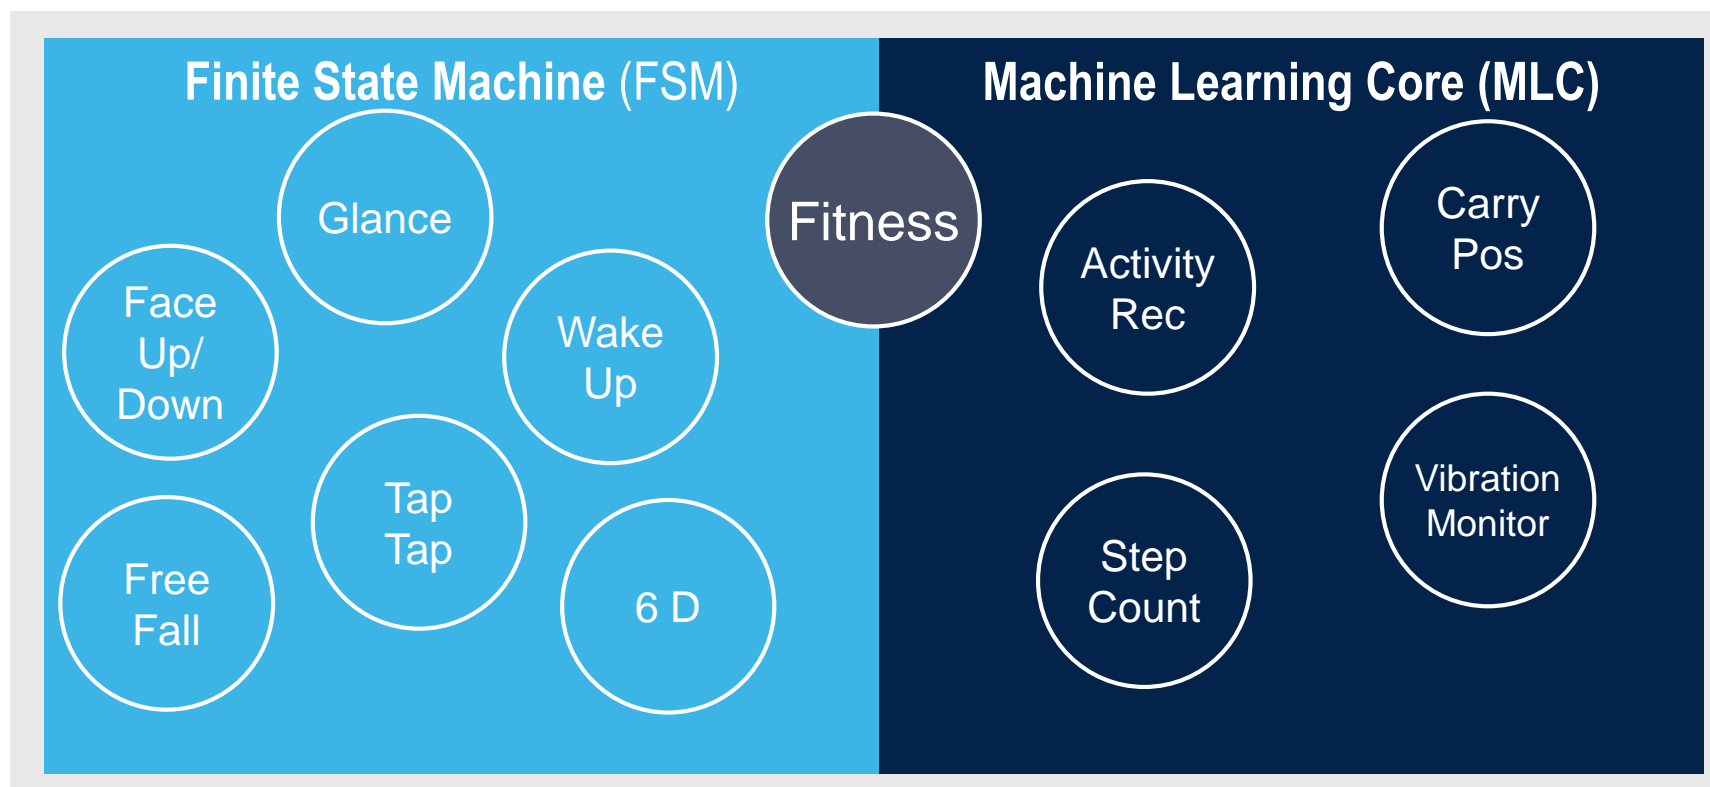 Finite State Machine (FSM)
Machine Learning Core (MLC)
Glance
Face
Up/
Down
Wake
Up
Tap
Tap
Free
Fall
6 D
Fitness
Activity
Rec
Carry
Pos
Step
Count
Vibration
Monitor